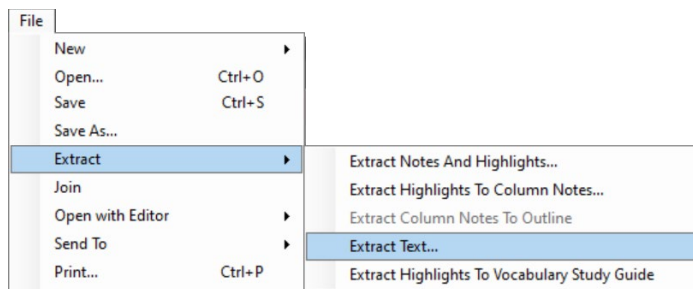 File
New
Open... Ctrl+O
Save Ctrl+S
Save As...
Extract
Join
Open with Editor
Send To
Print... Ctrl+P
Extract Notes And Highlights...
Extract Highlights To Column Notes...
Extract Column Notes To Outline
Extract Text...
Extract Highlights To Vocabulary Study Guide